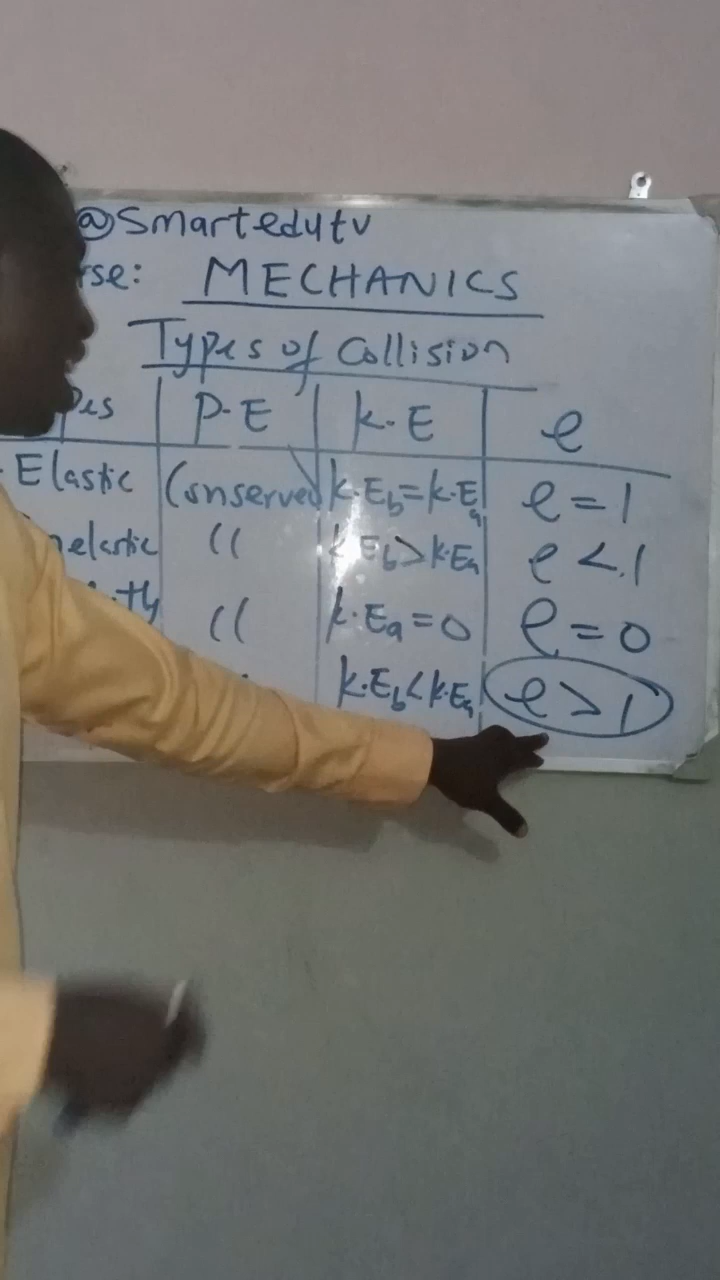 @Smartedutv
rse: MECHANICS
Types of Collision
pes P.E k.E e
Elastic Conserved k.Eb=k.Ea e=1
nelastic (( k.Eb>k.Ea e<.1
tly (( k.Ea=0 e=0
k.Eb<k.Ea e>1